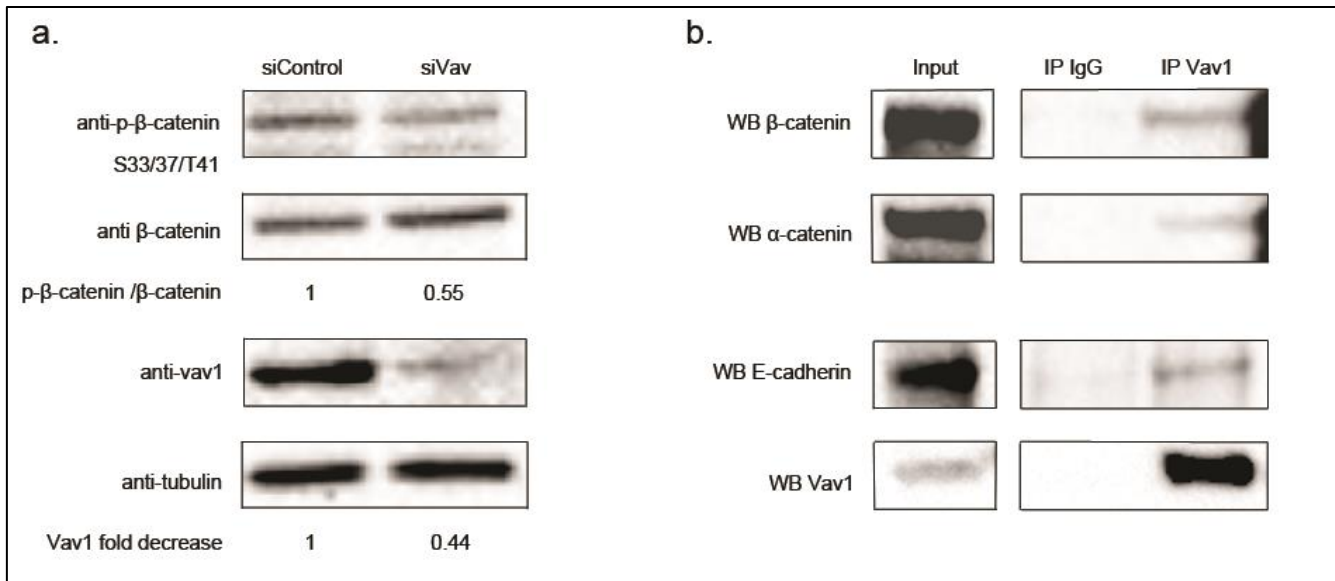 a.
siControl siVav
anti-p-β-catenin
S33/37/T41
anti β-catenin
p-β-catenin /β-catenin 1 0.55
anti-vav1
anti-tubulin
Vav1 fold decrease 1 0.44
b.
Input IP IgG IP Vav1
WB β-catenin
WB α-catenin
WB E-cadherin
WB Vav1